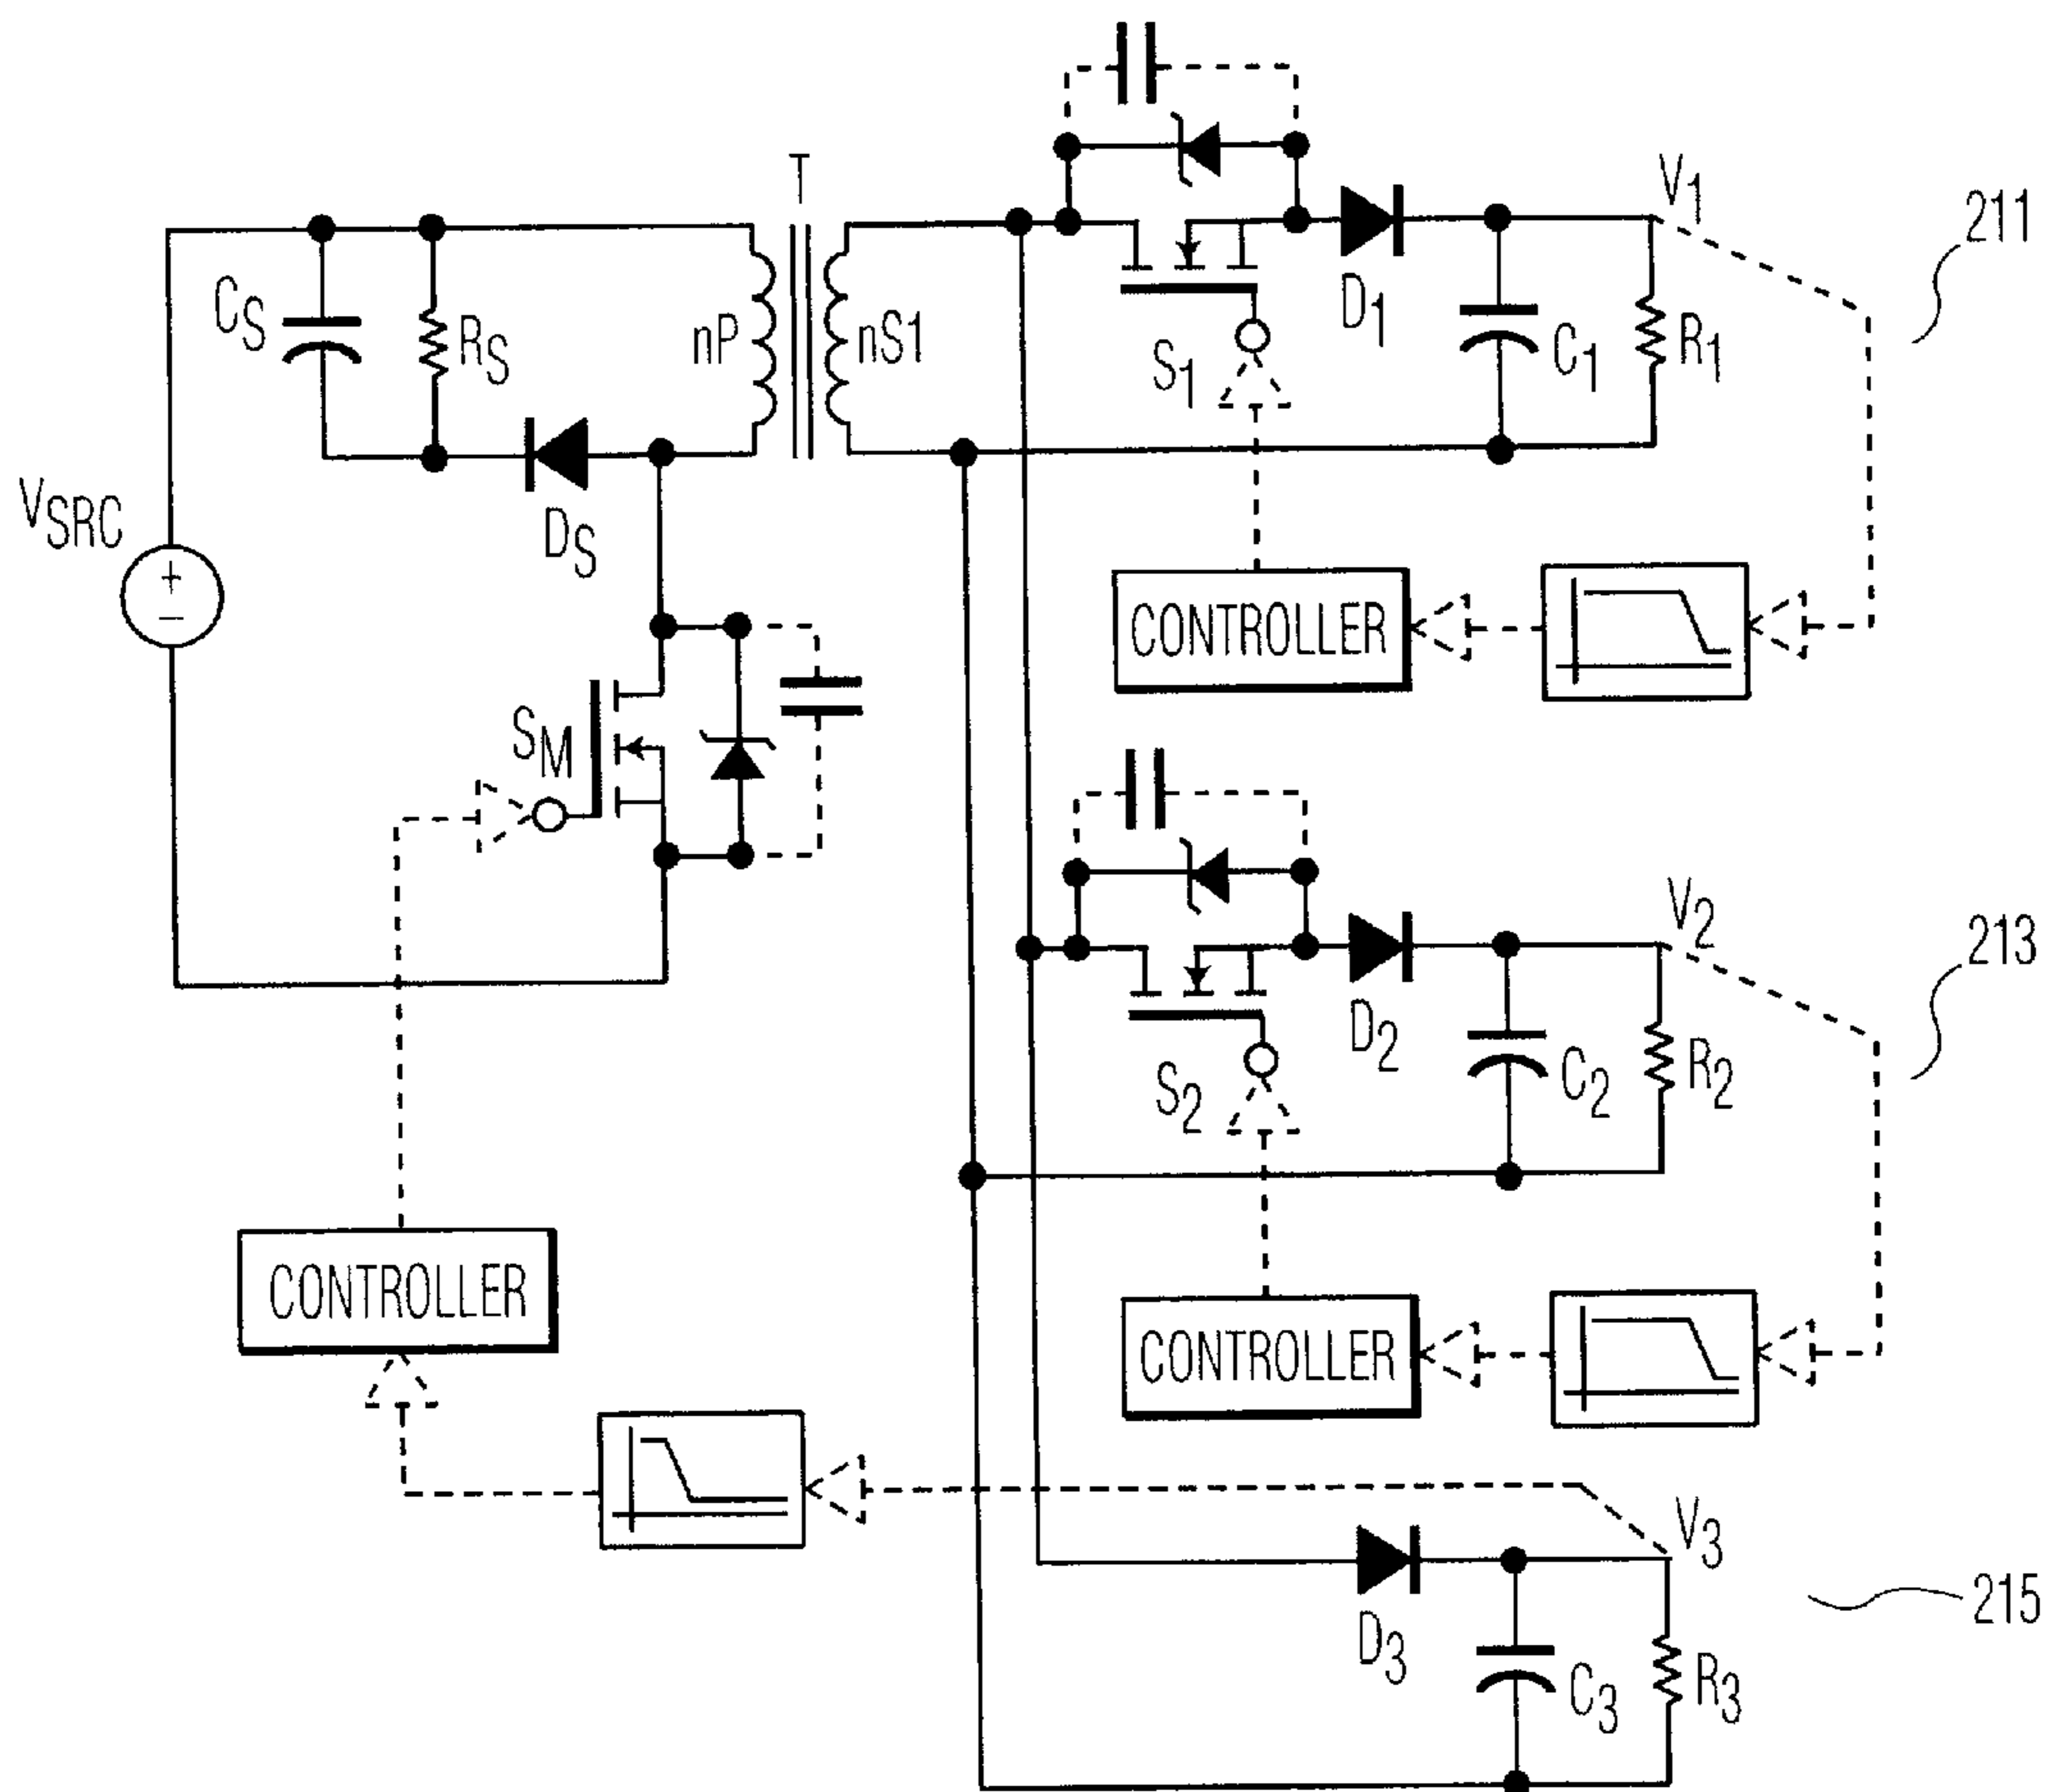 T
V1
211
CS
RS
nP
nS1
S1
D1
C1
R1
VSRC
+
−
DS
CONTROLLER
SM
V2
213
S2
D2
C2
R2
CONTROLLER
CONTROLLER
V3
215
D3
C3
R3